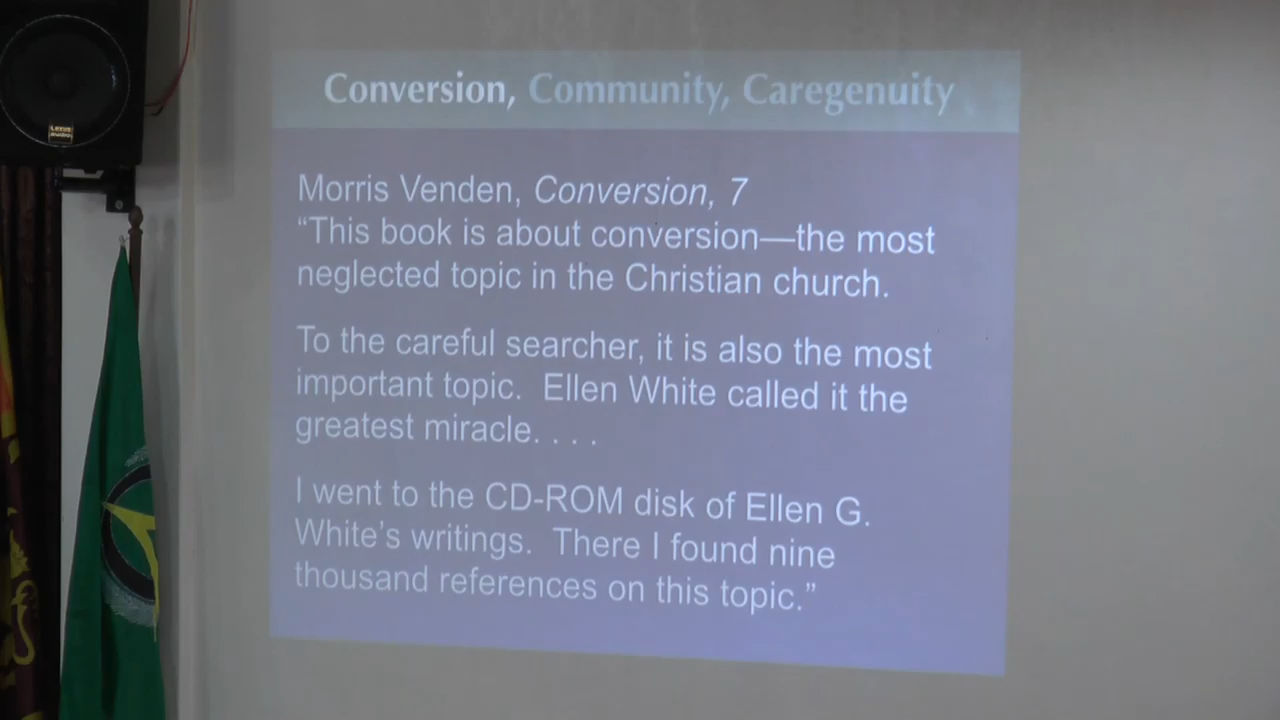 LEXUS
audio
Conversion, Community, Caregenuity
Morris Venden, Conversion, 7
“This book is about conversion—the most
neglected topic in the Christian church.
To the careful searcher, it is also the most
important topic.  Ellen White called it the
greatest miracle. . . .
I went to the CD-ROM disk of Ellen G.
White’s writings.  There I found nine
thousand references on this topic.”